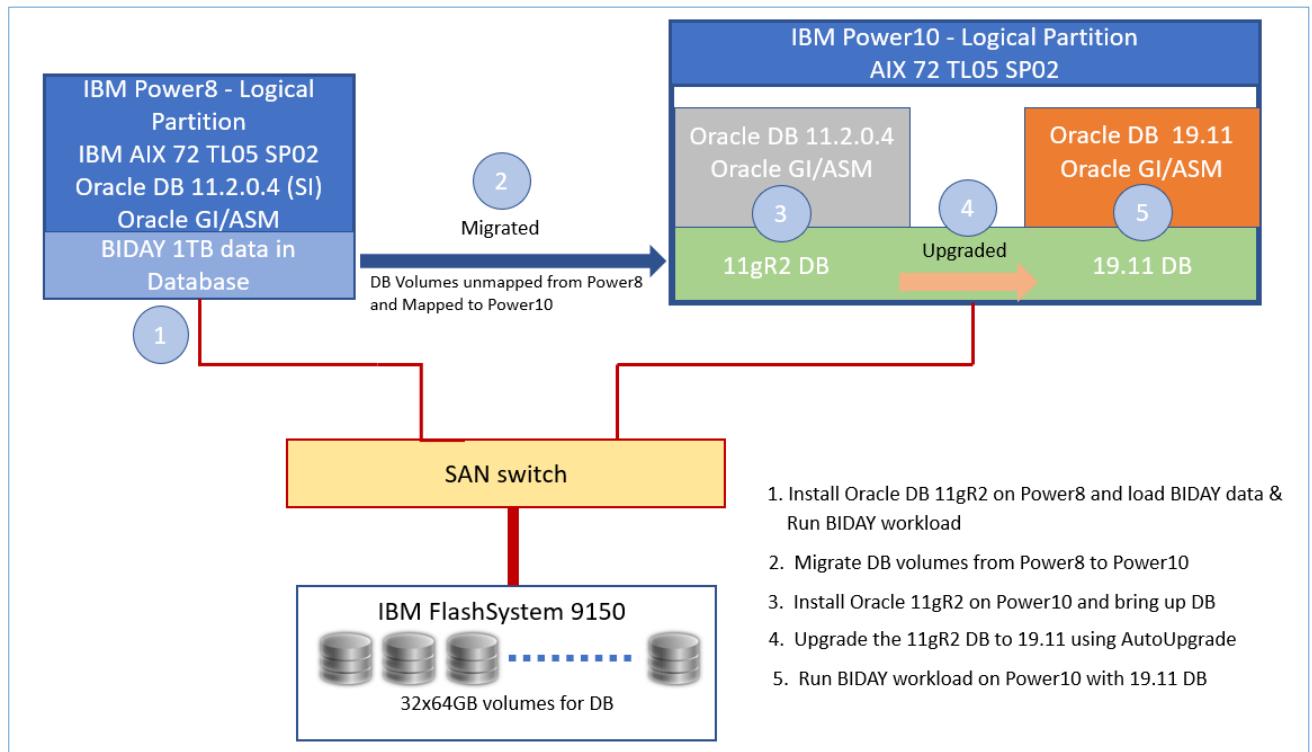 IBM Power8 - Logical
Partition
IBM AIX 72 TL05 SP02
Oracle DB 11.2.0.4 (SI)
Oracle GI/ASM
BIDAY 1TB data in
Database
1
2
Migrated
DB Volumes unmapped from Power8
and Mapped to Power10
IBM Power10 - Logical Partition
AIX 72 TL05 SP02
Oracle DB 11.2.0.4
Oracle GI/ASM
3
11gR2 DB
4
Upgraded
Oracle DB 19.11
Oracle GI/ASM
5
19.11 DB
SAN switch
IBM FlashSystem 9150
32x64GB volumes for DB
1. Install Oracle DB 11gR2 on Power8 and load BIDAY data &
Run BIDAY workload
2. Migrate DB volumes from Power8 to Power10
3. Install Oracle 11gR2 on Power10 and bring up DB
4. Upgrade the 11gR2 DB to 19.11 using AutoUpgrade
5. Run BIDAY workload on Power10 with 19.11 DB